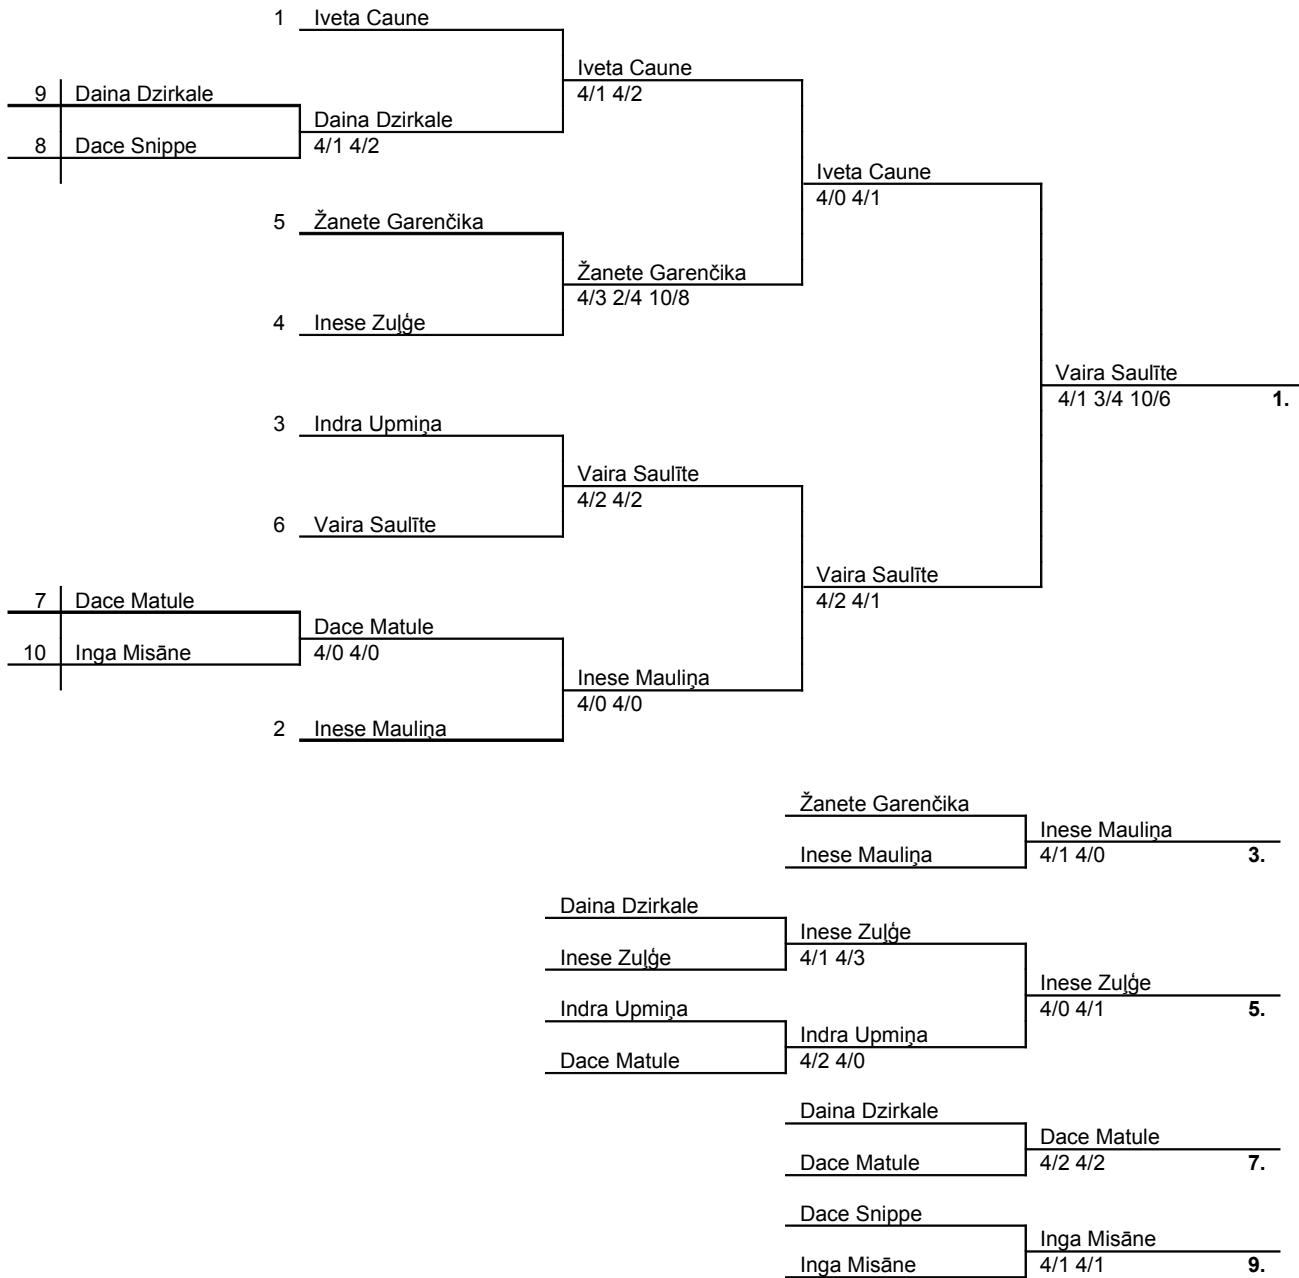 1 Iveta Caune
Iveta Caune
9 Daina Dzirkale 4/1 4/2
Daina Dzirkale
8 Dace Snippe 4/1 4/2
Iveta Caune
4/0 4/1
5 Žanete Garenčika
Žanete Garenčika
4/3 2/4 10/8
4 Inese Zuļģe
Vaira Saulīte
4/1 3/4 10/6 1.
3 Indra Upmiņa
Vaira Saulīte
4/2 4/2
6 Vaira Saulīte
Vaira Saulīte
4/2 4/1
7 Dace Matule
Dace Matule
10 Inga Misāne 4/0 4/0
Inese Mauliņa
4/0 4/0
2 Inese Mauliņa
Žanete Garenčika
Inese Mauliņa
Inese Mauliņa 4/1 4/0 3.
Daina Dzirkale
Inese Zuļģe
Inese Zuļģe 4/1 4/3
Inese Zuļģe
Indra Upmiņa 4/0 4/1 5.
Indra Upmiņa
Dace Matule 4/2 4/0
Daina Dzirkale
Dace Matule
Dace Matule 4/2 4/2 7.
Dace Snippe
Inga Misāne
Inga Misāne 4/1 4/1 9.